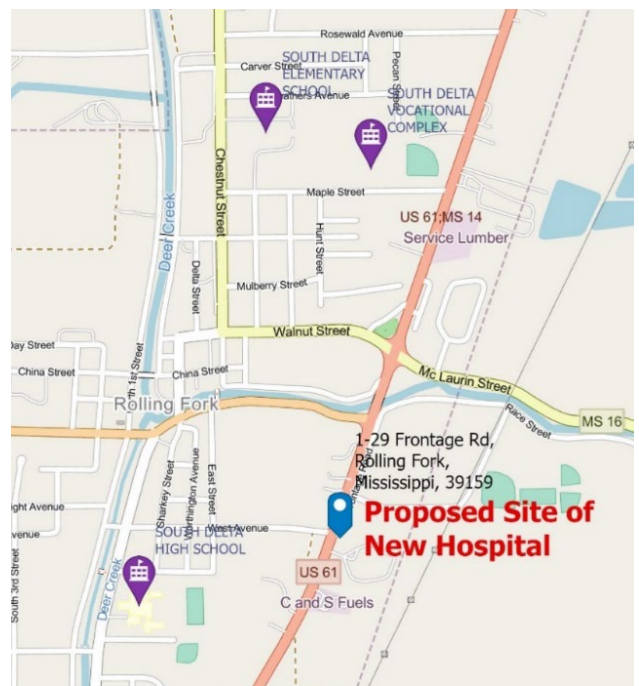 Rosewald Avenue
SOUTH DELTA
ELEMENTARY
SCHOOL
Carver Street
Pecan Street
SOUTH DELTA
VOCATIONAL
COMPLEX
Chestnut Street
Maple Street
Deer Creek
US 61;MS 14
Service Lumber
Hunt Street
Delta Street
Mulberry Street
Walnut Street
Day Street
China Street
China Street
Mc Laurin Street
Rolling Fork
MS 16
Race Street
1-29 Frontage Rd,
Rolling Fork,
Mississippi, 39159
Proposed Site of
New Hospital
Sharkey Street
Worthington Avenue
East Street
West Avenue
SOUTH DELTA
HIGH SCHOOL
US 61
C and S Fuels
South 3rd Street
Deer Creek